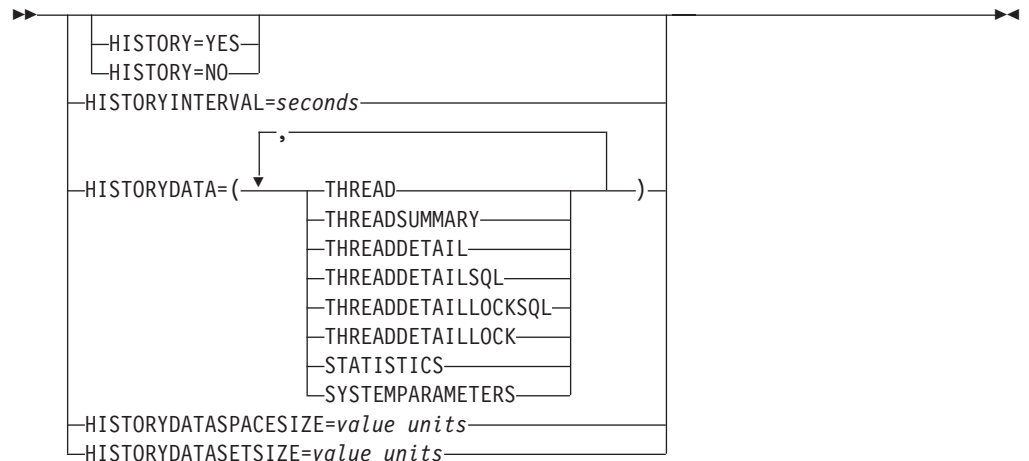 HISTORY=YES
HISTORY=NO
HISTORYINTERVAL=seconds
,
HISTORYDATA=( THREAD )
THREADSUMMARY
THREADDETAIL
THREADDETAILSQL
THREADDETAILLOCKSQL
THREADDETAILLOCK
STATISTICS
SYSTEMPARAMETERS
HISTORYDATASPACESIZE=value units
HISTORYDATASETSIZE=value units